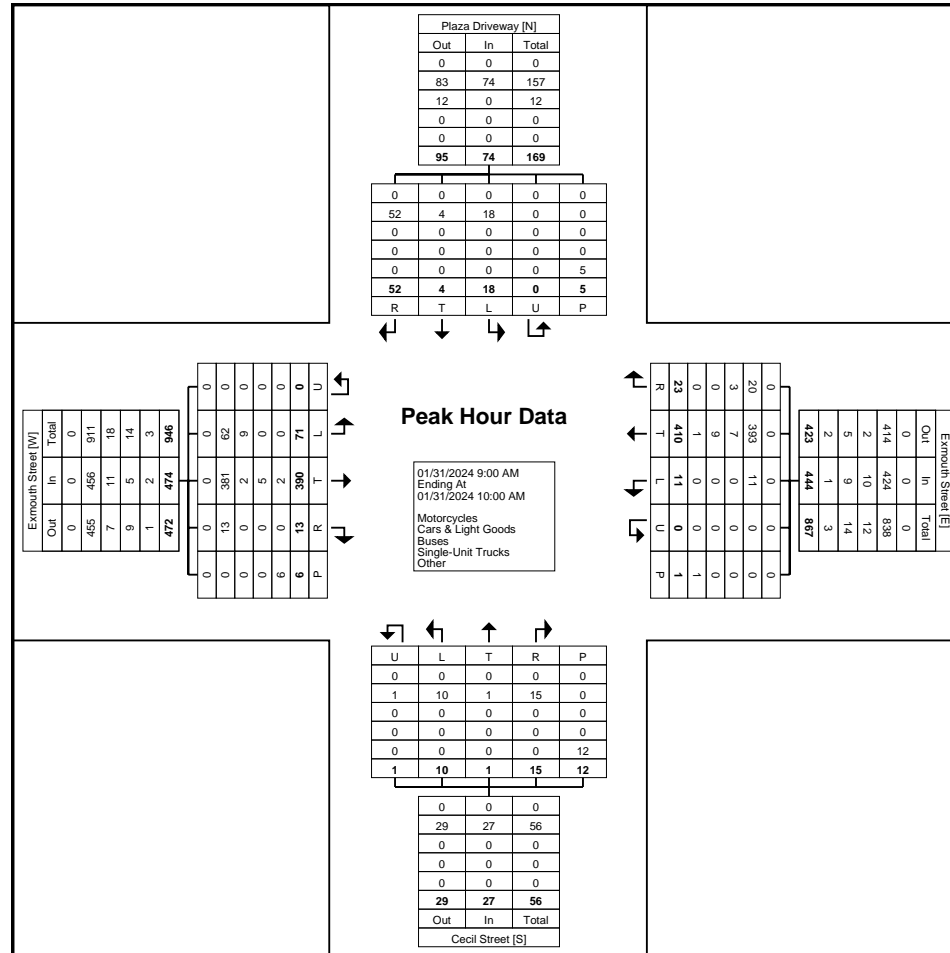 Plaza Driveway [N]
Out In Total
0 0 0
83 74 157
12 0 12
0 0 0
0 0 0
95 74 169
0 0 0 0 0
52 4 18 0 0
0 0 0 0 0
0 0 0 0 0
0 0 0 0 5
52 4 18 0 5
R T L U P
U L T R P
0 71 390 13 6
0 0 2 0 6
0 0 5 0 0
0 9 2 0 0
0 62 381 13 0
0 0 0 0 0
946 474 472
3 2 1
14 5 9
18 11 7
911 456 455
0 0 0
Total In Out
Exmouth Street [W]
Peak Hour Data
01/31/2024 9:00 AM
Ending At
01/31/2024 10:00 AM
Motorcycles
Cars & Light Goods
Buses
Single-Unit Trucks
Other
Exmouth Street [E]
Out In Total
0 0 0
414 424 838
2 10 12
5 9 14
2 1 3
423 444 867
0 0 0 0 0
20 393 11 0 0
3 7 0 0 0
0 9 0 0 0
0 1 0 0 1
23 410 11 0 1
R T L U P
U L T R P
0 0 0 0 0
1 10 1 15 0
0 0 0 0 0
0 0 0 0 0
0 0 0 0 12
1 10 1 15 12
0 0 0
29 27 56
0 0 0
0 0 0
0 0 0
29 27 56
Out In Total
Cecil Street [S]